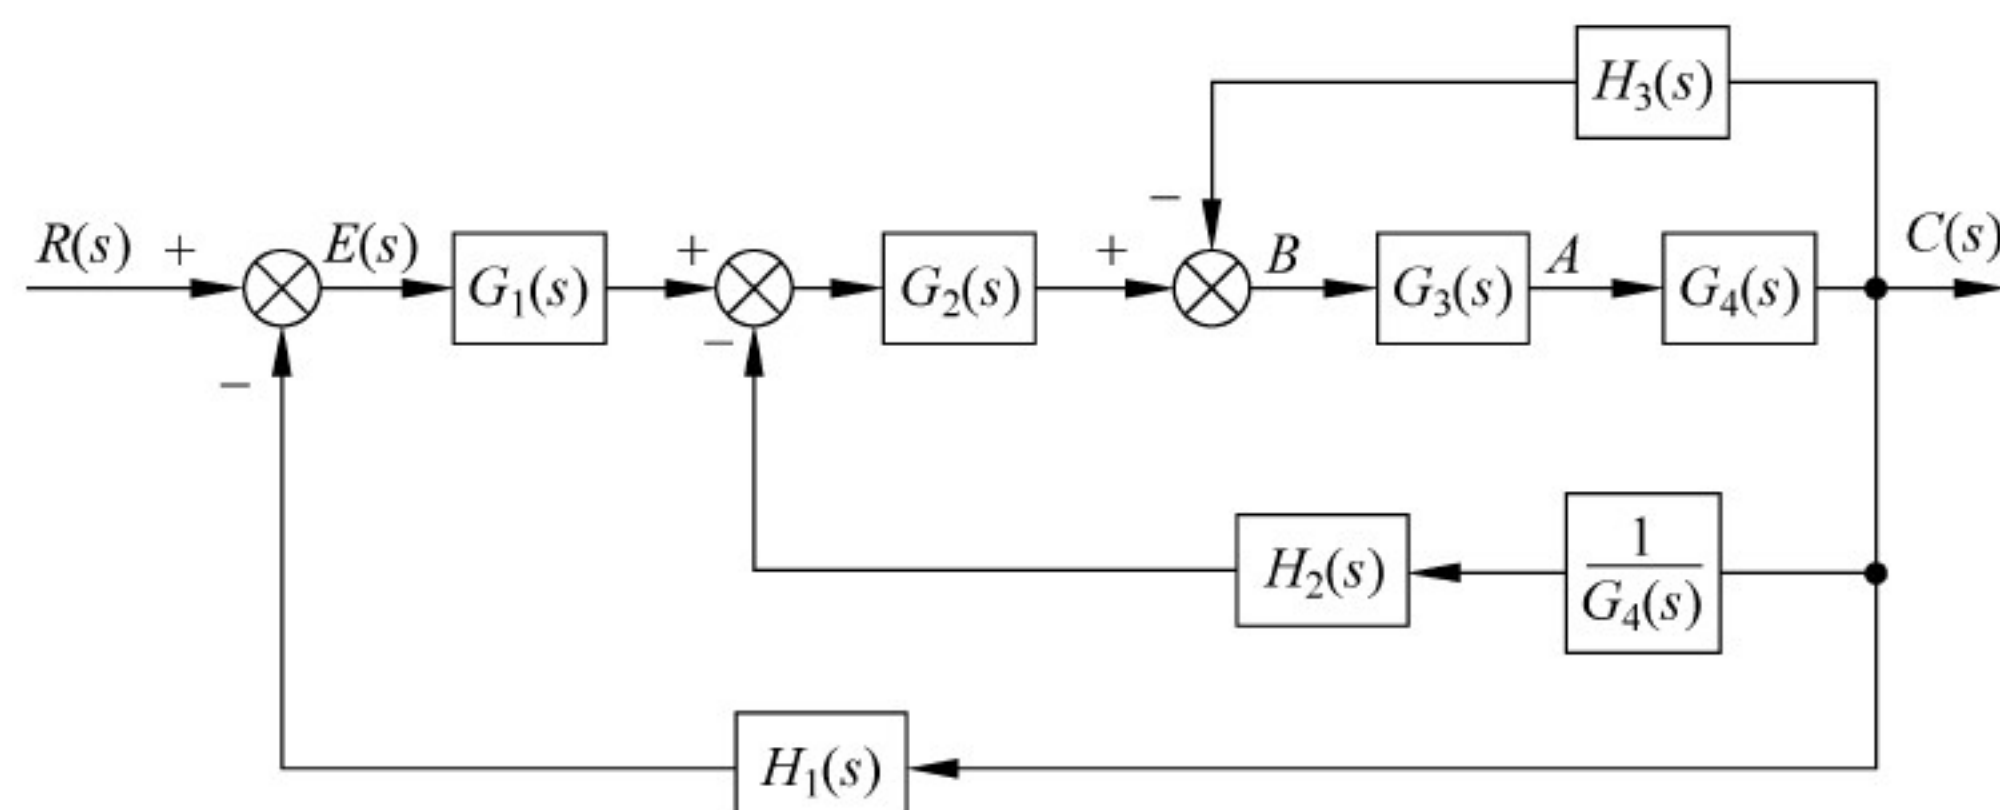 H₃(s)
R(s) + E(s) G₁(s) + G₂(s) + − B G₃(s) A G₄(s) C(s)
−
−
H₂(s) 1/G₄(s)
H₁(s)